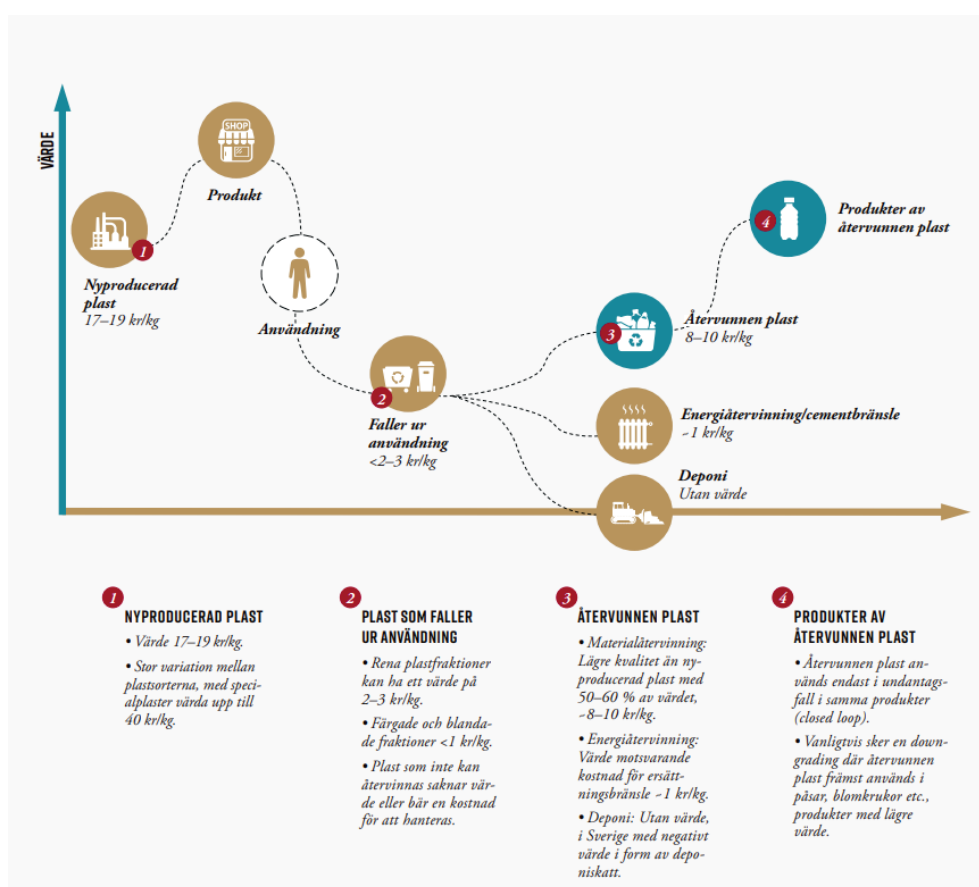 VÄRDE
SHOP
Produkt
1
Nyproducerad
plast
17–19 kr/kg
Användning
2
Faller ur
användning
<2–3 kr/kg
3
Återvunnen plast
8–10 kr/kg
4
Produkter av
återvunnen plast
Energiåtervinning/cementbränsle
~1 kr/kg
Deponi
Utan värde
1
NYPRODUCERAD PLAST
• Värde 17–19 kr/kg.
• Stor variation mellan
plastsorterna, med speci-
alplaster värda upp till
40 kr/kg.
2
PLAST SOM FALLER
UR ANVÄNDNING
• Rena plastfraktioner
kan ha ett värde på
2–3 kr/kg.
• Färgade och blanda-
de fraktioner <1 kr/kg.
• Plast som inte kan
återvinnas saknar vär-
de eller bär en kostnad
för att hanteras.
3
ÅTERVUNNEN PLAST
• Materialåtervinning:
Lägre kvalitet än ny-
producerad plast med
50–60 % av värdet,
~8–10 kr/kg.
• Energiåtervinning:
Värde motsvarande
kostnad för ersätt-
ningsbränsle ~1 kr/kg.
• Deponi: Utan värde,
i Sverige med negativt
värde i form av depo-
niskatt.
4
PRODUKTER AV
ÅTERVUNNEN PLAST
• Återvunnen plast an-
vänds endast i undantags-
fall i samma produkter
(closed loop).
• Vanligtvis sker en down-
grading där återvunnen
plast främst används i
påsar, blomkrukor etc.,
produkter med lägre
värde.